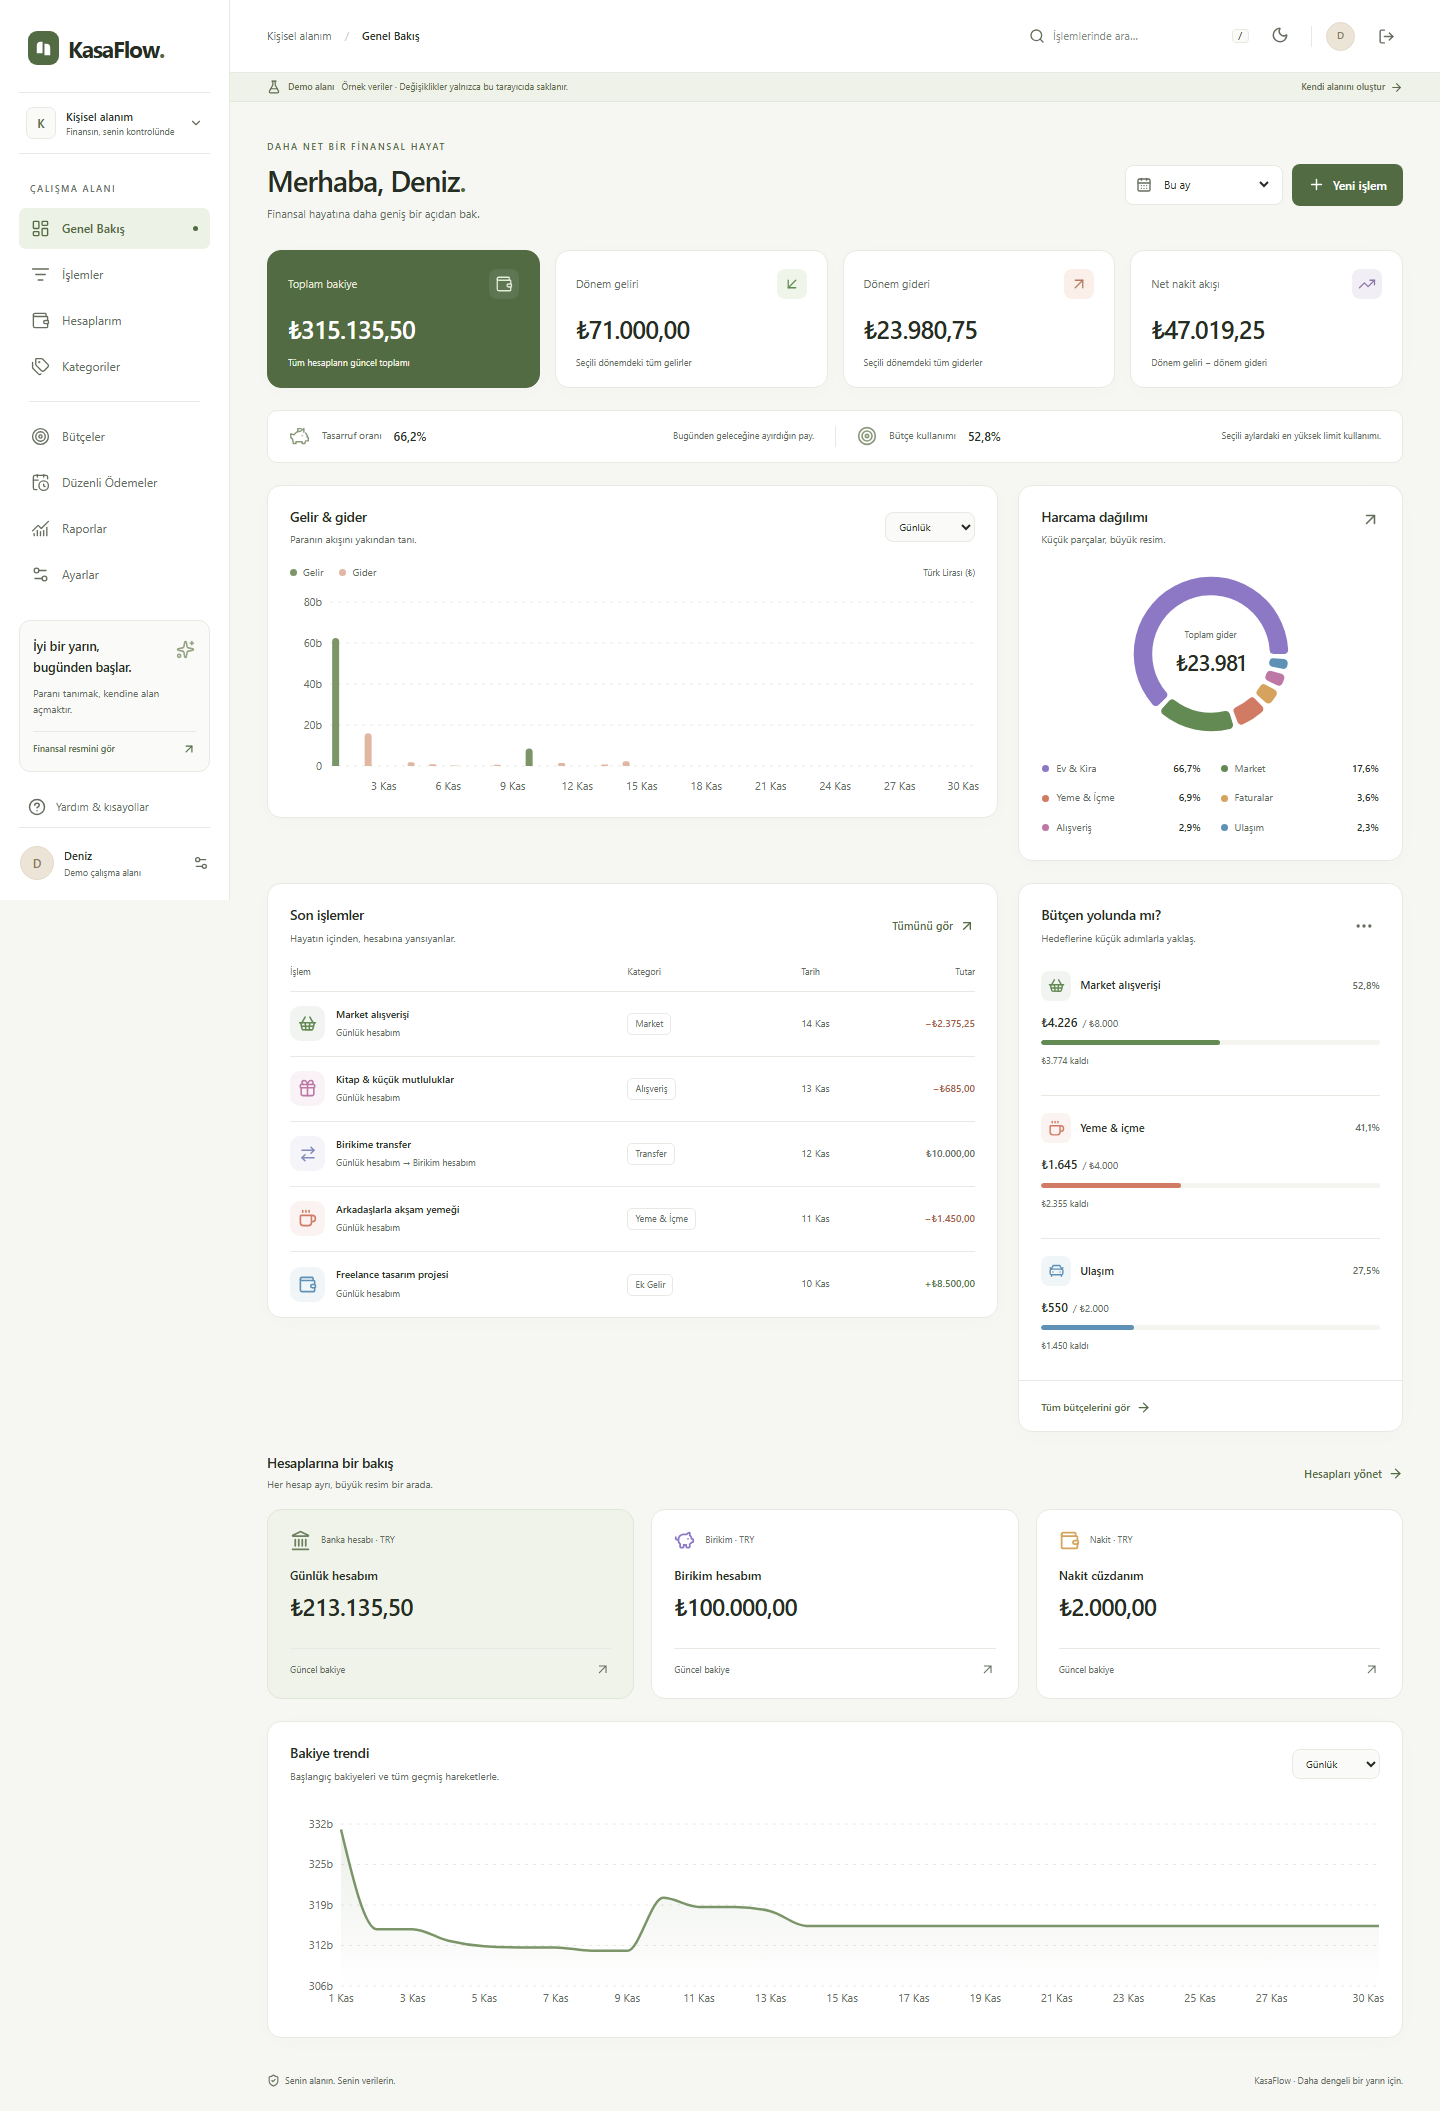 KasaFlow.
K
Kişisel alanım
Finansın, senin kontrolünde
ÇALIŞMA ALANI
Genel Bakış
İşlemler
Hesaplarım
Kategoriler
Bütçeler
Düzenli Ödemeler
Raporlar
Ayarlar
İyi bir yarın,
bugünden başlar.
Paranı tanımak, kendine alan
açmaktır.
Finansal resmini gör
Yardım & kısayollar
D
Deniz
Demo çalışma alanı
Kişisel alanım / Genel Bakış
İşlemlerinde ara...
/
D
Demo alanı Örnek veriler · Değişiklikler yalnızca bu tarayıcıda saklanır.
Kendi alanını oluştur
DAHA NET BİR FİNANSAL HAYAT
Merhaba, Deniz.
Finansal hayatına daha geniş bir açıdan bak.
Bu ay
Yeni işlem
Toplam bakiye
₺315.135,50
Tüm hesapların güncel toplamı
Dönem geliri
₺71.000,00
Seçili dönemdeki tüm gelirler
Dönem gideri
₺23.980,75
Seçili dönemdeki tüm giderler
Net nakit akışı
₺47.019,25
Dönem geliri − dönem gideri
Tasarruf oranı 66,2%
Bugünden geleceğine ayırdığın pay.
Bütçe kullanımı 52,8%
Seçili aylardaki en yüksek limit kullanımı.
Gelir & gider
Paranın akışını yakından tanı.
Günlük
Gelir Gider
Türk Lirası (₺)
80b
60b
40b
20b
0
3 Kas 6 Kas 9 Kas 12 Kas 15 Kas 18 Kas 21 Kas 24 Kas 27 Kas 30 Kas
Harcama dağılımı
Küçük parçalar, büyük resim.
Toplam gider
₺23.981
Ev & Kira 66,7% Market 17,6%
Yeme & İçme 6,9% Faturalar 3,6%
Alışveriş 2,9% Ulaşım 2,3%
Son işlemler
Hayatın içinden, hesabına yansıyanlar.
Tümünü gör
İşlem Kategori Tarih Tutar
Market alışverişi
Günlük hesabım
Market 14 Kas −₺2.375,25
Kitap & küçük mutluluklar
Günlük hesabım
Alışveriş 13 Kas −₺685,00
Birikime transfer
Günlük hesabım → Birikim hesabım
Transfer 12 Kas ₺10.000,00
Arkadaşlarla akşam yemeği
Günlük hesabım
Yeme & İçme 11 Kas −₺1.450,00
Freelance tasarım projesi
Günlük hesabım
Ek Gelir 10 Kas +₺8.500,00
Bütçen yolunda mı?
Hedeflerine küçük adımlarla yaklaş.
Market alışverişi 52,8%
₺4.226 / ₺8.000
₺3.774 kaldı
Yeme & içme 41,1%
₺1.645 / ₺4.000
₺2.355 kaldı
Ulaşım 27,5%
₺550 / ₺2.000
₺1.450 kaldı
Tüm bütçelerini gör
Hesaplarına bir bakış
Her hesap ayrı, büyük resim bir arada.
Hesapları yönet
Banka hesabı · TRY
Günlük hesabım
₺213.135,50
Güncel bakiye
Birikim · TRY
Birikim hesabım
₺100.000,00
Güncel bakiye
Nakit · TRY
Nakit cüzdanım
₺2.000,00
Güncel bakiye
Bakiye trendi
Başlangıç bakiyeleri ve tüm geçmiş hareketlerle.
Günlük
332b
325b
319b
312b
306b
1 Kas 3 Kas 5 Kas 7 Kas 9 Kas 11 Kas 13 Kas 15 Kas 17 Kas 19 Kas 21 Kas 23 Kas 25 Kas 27 Kas 30 Kas
Senin alanın. Senin verilerin.
KasaFlow · Daha dengeli bir yarın için.